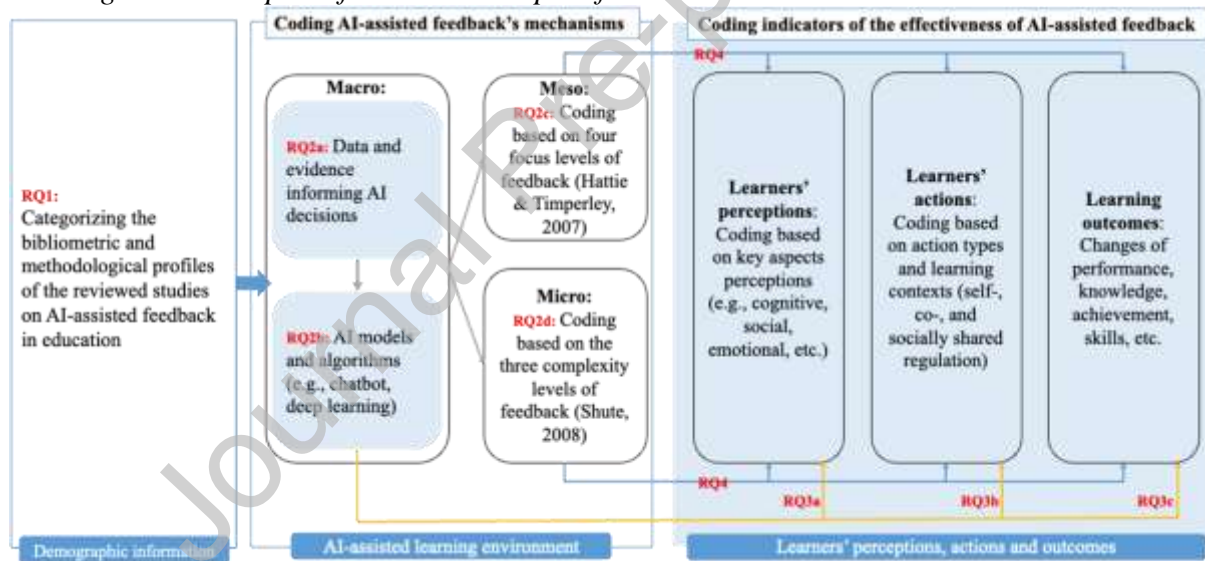 Coding AI-assisted feedback's mechanisms
Coding indicators of the effectiveness of AI-assisted feedback
RQ1:
Categorizing the
bibliometric and
methodological profiles
of the reviewed studies
on AI-assisted feedback
in education
Demographic information
Macro:
RQ2a: Data and
evidence
informing AI
decisions
RQ2b: AI models
and algorithms
(e.g., chatbot,
deep learning)
Meso:
RQ2c: Coding
based on four
focus levels of
feedback (Hattie
& Timperley,
2007)
Micro:
RQ2d: Coding
based on the
three complexity
levels of
feedback (Shute,
2008)
AI-assisted learning environment
RQ4
Learners'
perceptions:
Coding based
on key aspects
perceptions
(e.g., cognitive,
social,
emotional, etc.)
Learners'
actions:
Coding based
on action types
and learning
contexts (self-,
co-, and
socially shared
regulation)
Learning
outcomes:
Changes of
performance,
knowledge,
achievement,
skills, etc.
RQ4
RQ3a
RQ3b
RQ3c
Learners' perceptions, actions and outcomes
Journal Pre-p